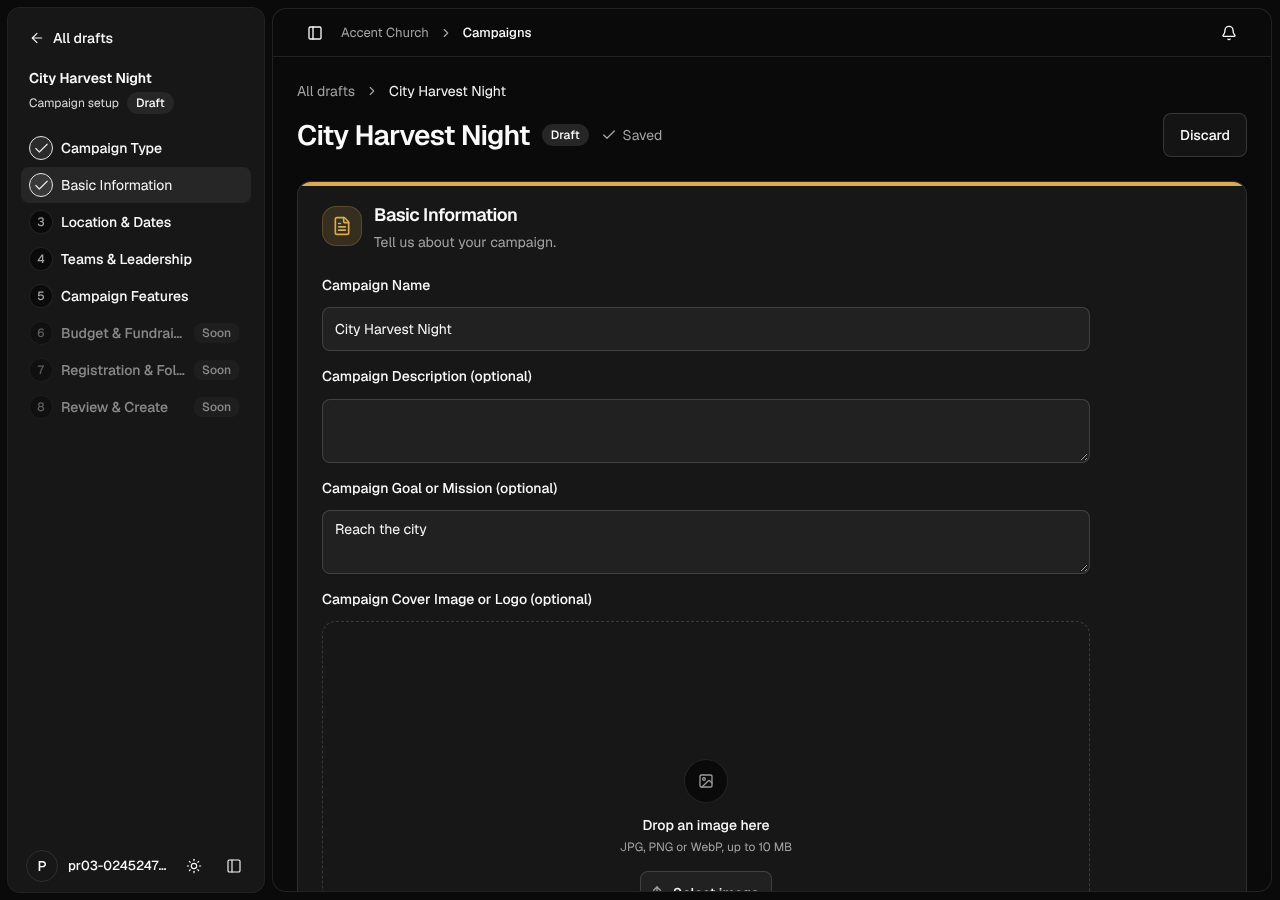 All drafts
City Harvest Night
Campaign setup Draft
Campaign Type
Basic Information
3 Location & Dates
4 Teams & Leadership
5 Campaign Features
6 Budget & Fundrai... Soon
7 Registration & Fol... Soon
8 Review & Create Soon
P pr03-0245247...
Accent Church > Campaigns
All drafts > City Harvest Night
City Harvest Night Draft Saved
Discard
Basic Information
Tell us about your campaign.
Campaign Name
City Harvest Night
Campaign Description (optional)
Campaign Goal or Mission (optional)
Reach the city
Campaign Cover Image or Logo (optional)
Drop an image here
JPG, PNG or WebP, up to 10 MB
Select image